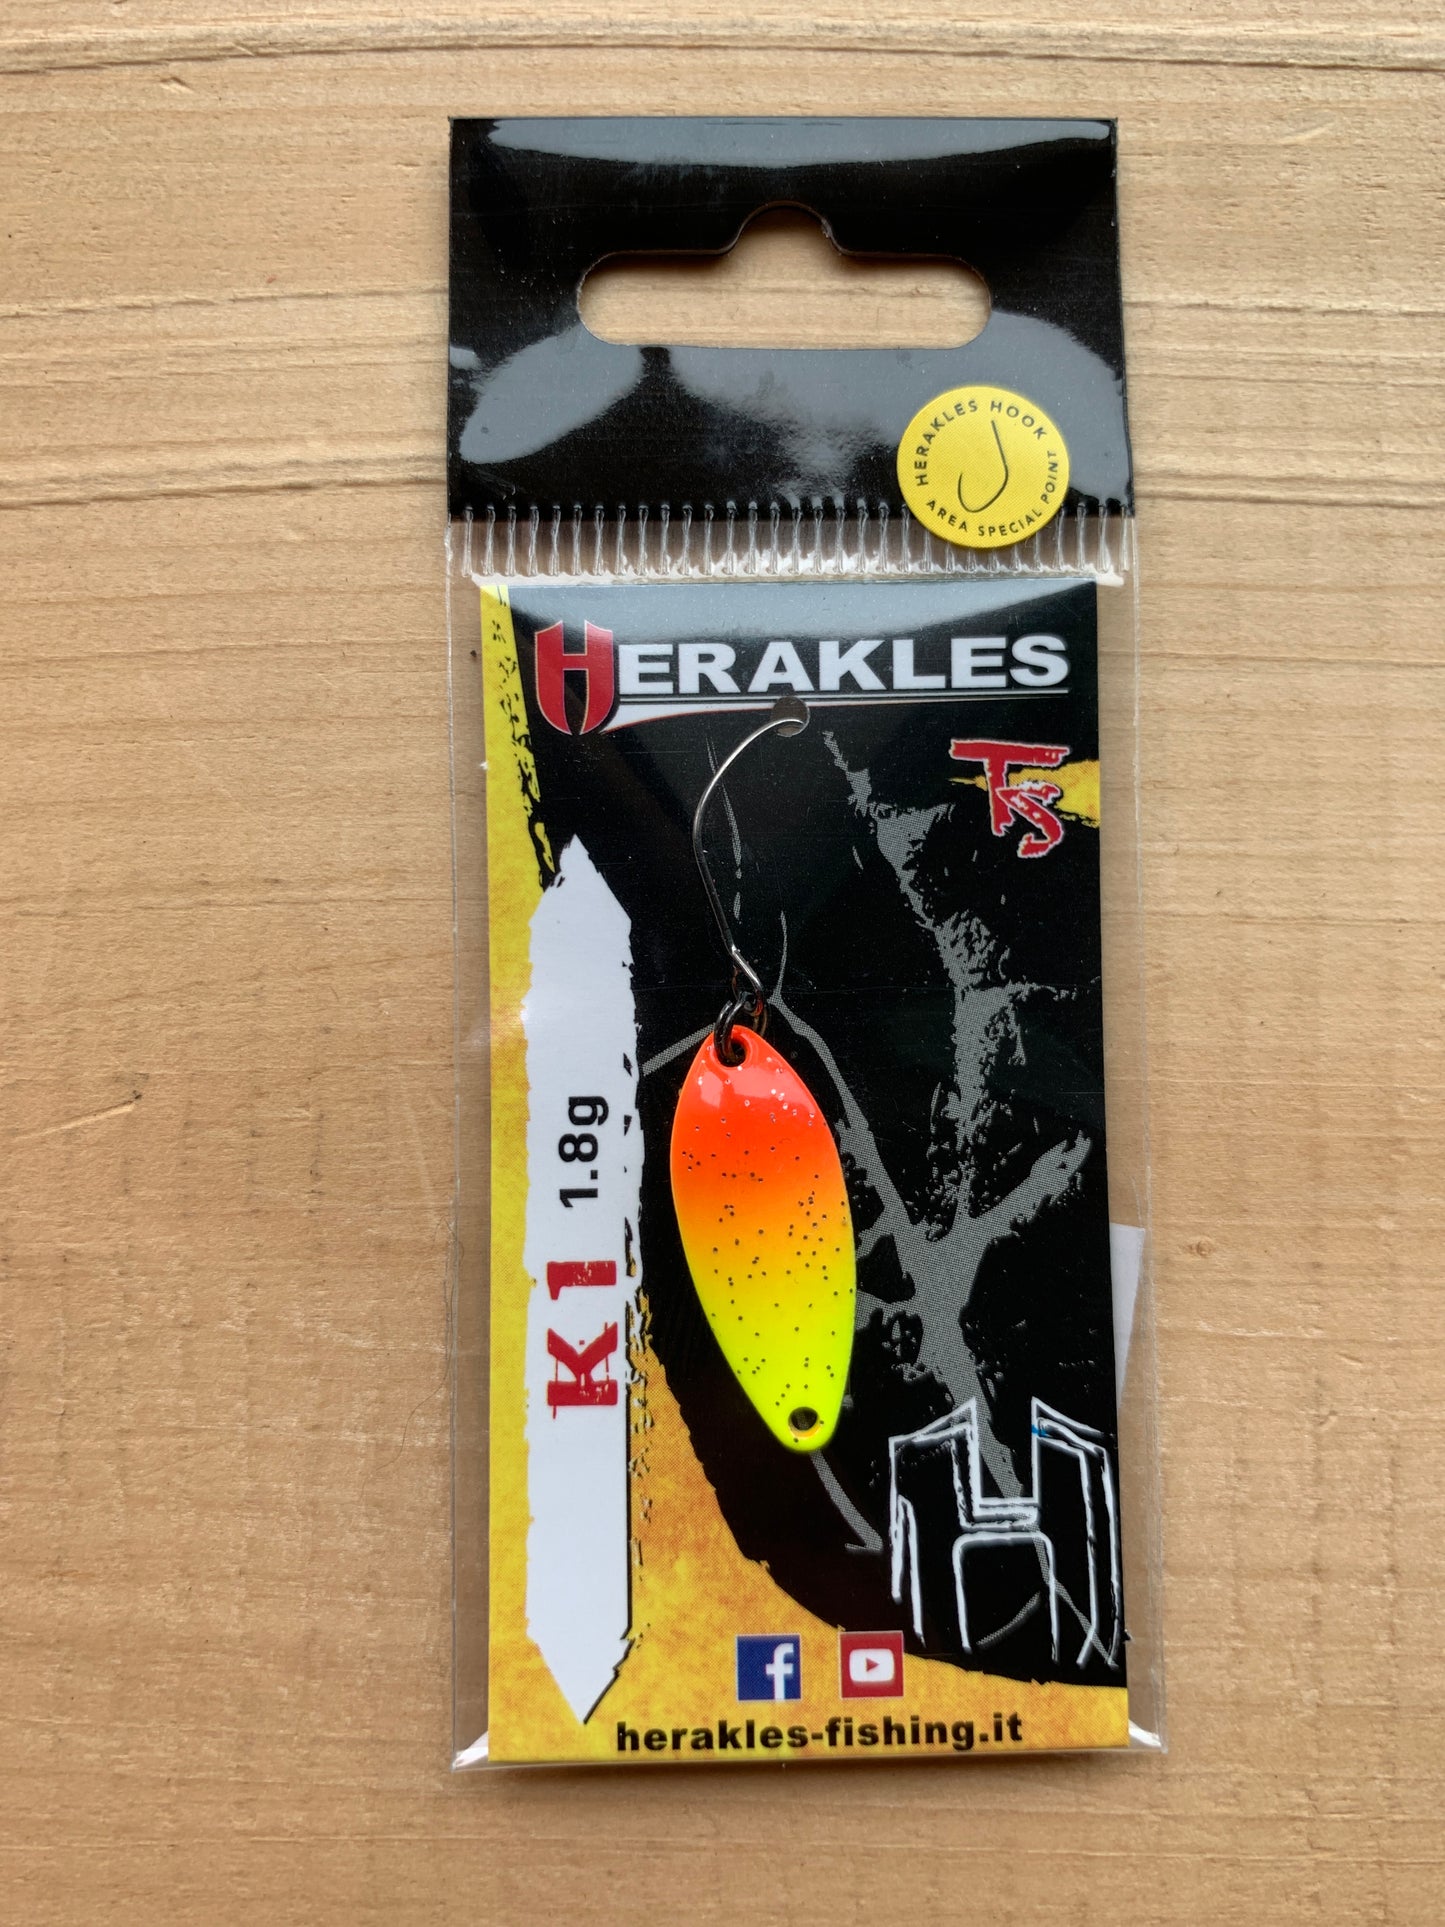 HERAKLES HOOK
AREA SPECIAL POINT
HERAKLES
TS
K1 1.8g
herakles-fishing.it